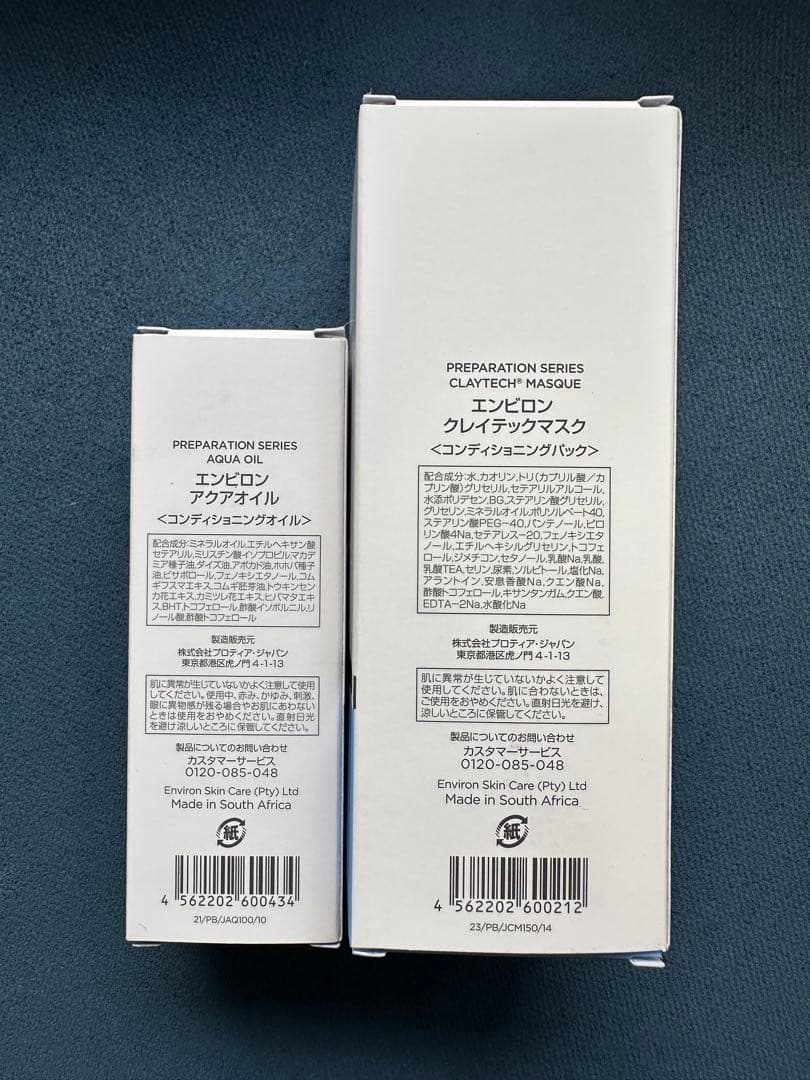 PREPARATION SERIES
AQUA OIL
エンビロン
アクアオイル
<コンディショニングオイル>
配合成分:ミネラルオイル,エチルヘキサン酸
セテアリル,ミリスチン酸イソプロピル,マカデ
ミア種子油,ダイズ油,アボカド油,ホホバ種子
油,ビサボロール,フェノキシエタノール,コム
ギフスマエキス,コムギ胚芽油,トウキンセン
カ花エキス,カミツレ花エキス,ヒバマタエキ
ス,BHT,トコフェロール,酢酸イソボルニル,リ
ノール酸,酢酸トコフェロール
製造販売元
株式会社プロティア・ジャパン
東京都港区虎ノ門4-1-13
肌に異常が生じていないかよく注意して使用
してください。使用中、赤み、かゆみ、刺激、
眼に異物感が残る場合やお肌にあわない
ときは使用をおやめください。直射日光
を避け涼しいところに保管してください。
製品についてのお問い合わせ
カスタマーサービス
0120-085-048
Environ Skin Care (Pty) Ltd
Made in South Africa
紙
4 562202 600434
21/PB/JAQ100/10
PREPARATION SERIES
CLAYTECH® MASQUE
エンビロン
クレイテックマスク
<コンディショニングパック>
配合成分:水,カオリン,トリ(カプリル酸/カ
プリン酸)グリセリル,セテアリルアルコール,
水添ポリデセン,BG,ステアリン酸グリセリル,
グリセリン,ミネラルオイル,ポリソルベート40,
ステアリン酸PEG-40,パンテノール,ピロ
リン酸4Na,セテアレス-20,フェノキシエタ
ノール,エチルヘキシルグリセリン,トコフェ
ロール,ジメチコン,セタノール,乳酸Na,乳酸,
乳酸TEA,セリン,尿素,ソルビトール,塩化Na,
アラントイン,安息香酸Na,クエン酸Na,
酢酸トコフェロール,キサンタンガム,クエン酸,
EDTA-2Na,水酸化Na
製造販売元
株式会社プロティア・ジャパン
東京都港区虎ノ門4-1-13
肌に異常が生じていないかよく注意して
使用してください。肌に合わないときは、
ご使用をおやめください。直射日光を避け、
涼しいところに保管してください。
製品についてのお問い合わせ
カスタマーサービス
0120-085-048
Environ Skin Care (Pty) Ltd
Made in South Africa
紙
4 562202 600212
23/PB/JCM150/14